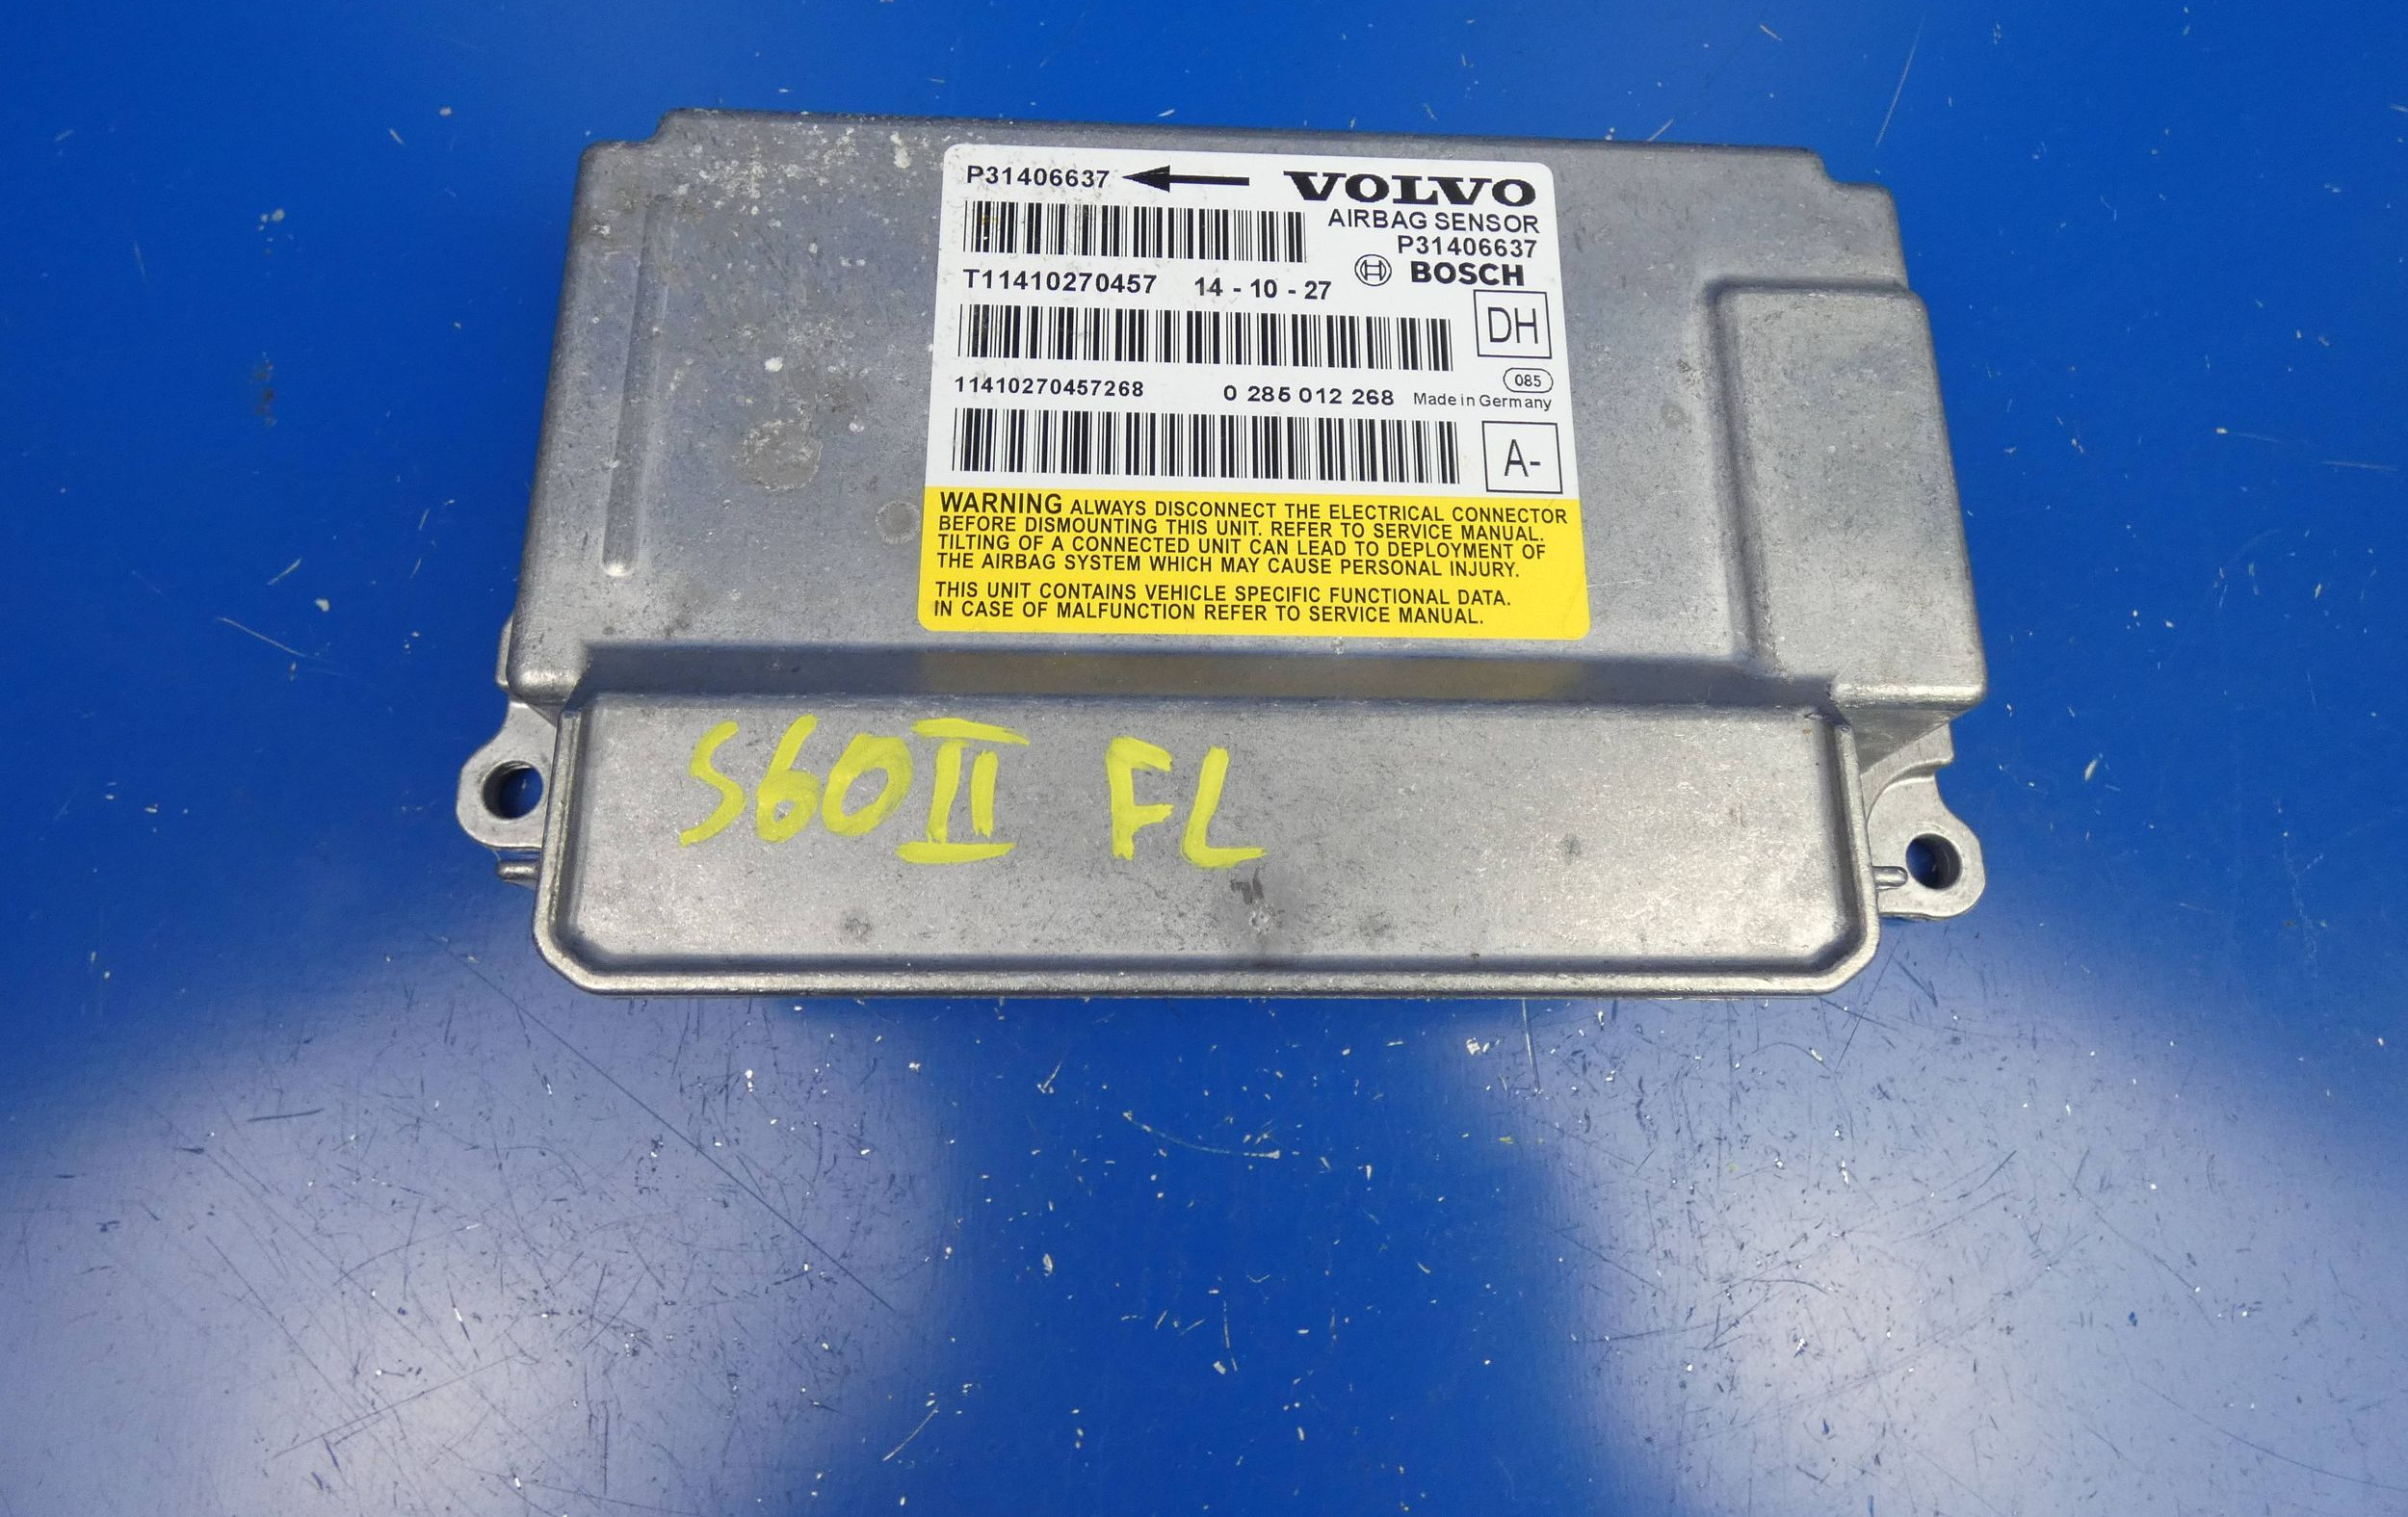 P31406637 VOLVO
AIRBAG SENSOR
P31406637
BOSCH
T11410270457 14 - 10 - 27
DH
085
11410270457268 0 285 012 268 Made in Germany
A-
WARNING ALWAYS DISCONNECT THE ELECTRICAL CONNECTOR
BEFORE DISMOUNTING THIS UNIT. REFER TO SERVICE MANUAL.
TILTING OF A CONNECTED UNIT CAN LEAD TO DEPLOYMENT OF
THE AIRBAG SYSTEM WHICH MAY CAUSE PERSONAL INJURY.
THIS UNIT CONTAINS VEHICLE SPECIFIC FUNCTIONAL DATA.
IN CASE OF MALFUNCTION REFER TO SERVICE MANUAL.
S60 II FL